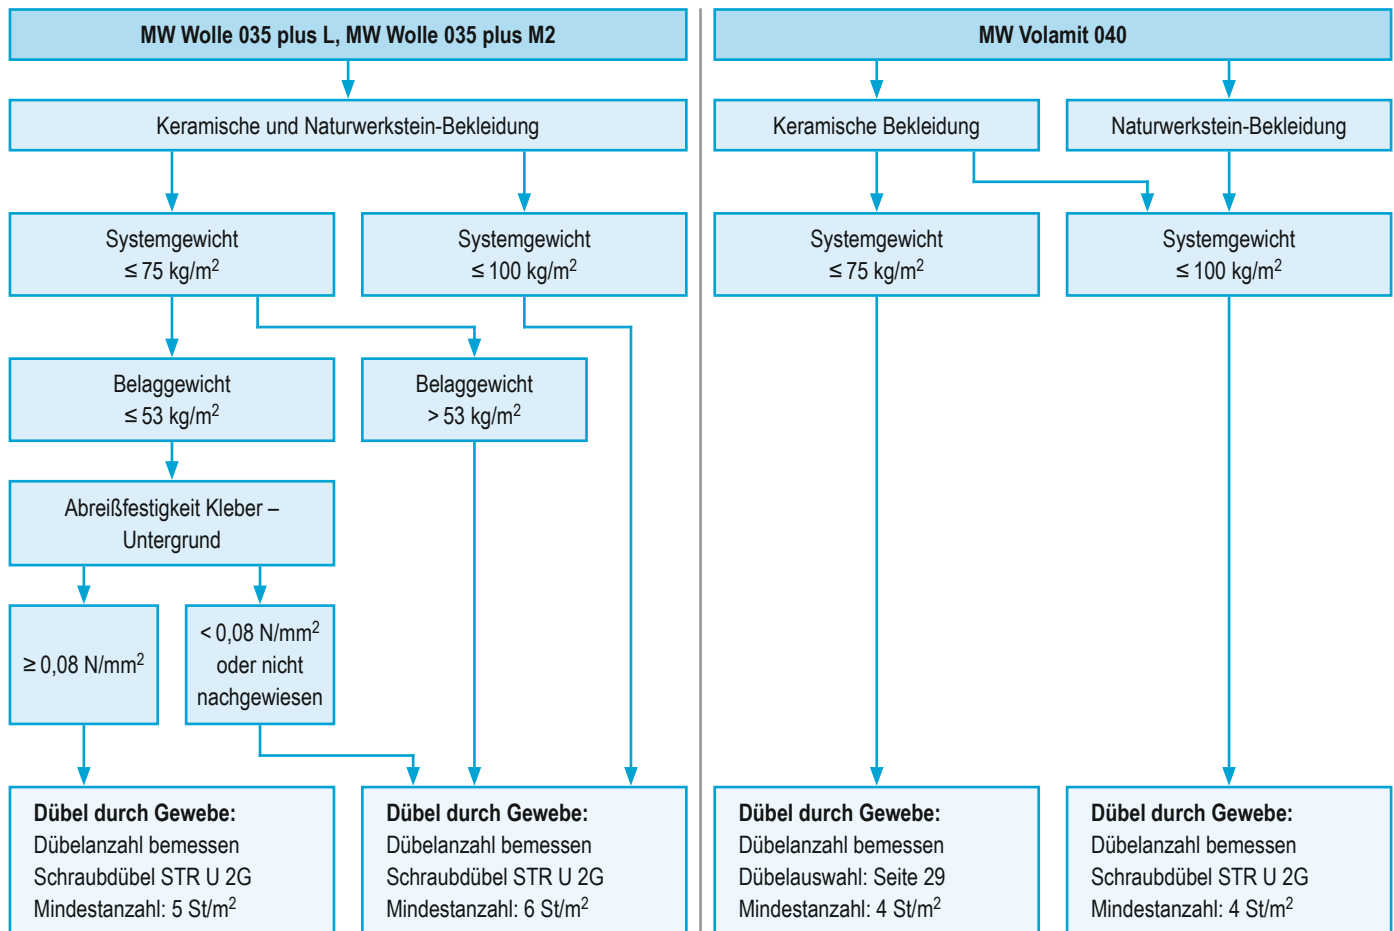 MW Wolle 035 plus L, MW Wolle 035 plus M2
Keramische und Naturwerkstein-Bekleidung
Systemgewicht
≤ 75 kg/m²
Systemgewicht
≤ 100 kg/m²
Belaggewicht
≤ 53 kg/m²
Belaggewicht
> 53 kg/m²
Abreißfestigkeit Kleber –
Untergrund
≥ 0,08 N/mm²
< 0,08 N/mm²
oder nicht
nachgewiesen
Dübel durch Gewebe:
Dübelanzahl bemessen
Schraubdübel STR U 2G
Mindestanzahl: 5 St/m²
Dübel durch Gewebe:
Dübelanzahl bemessen
Schraubdübel STR U 2G
Mindestanzahl: 6 St/m²
MW Volamit 040
Keramische Bekleidung
Naturwerkstein-Bekleidung
Systemgewicht
≤ 75 kg/m²
Systemgewicht
≤ 100 kg/m²
Dübel durch Gewebe:
Dübelanzahl bemessen
Dübelauswahl: Seite 29
Mindestanzahl: 4 St/m²
Dübel durch Gewebe:
Dübelanzahl bemessen
Schraubdübel STR U 2G
Mindestanzahl: 4 St/m²